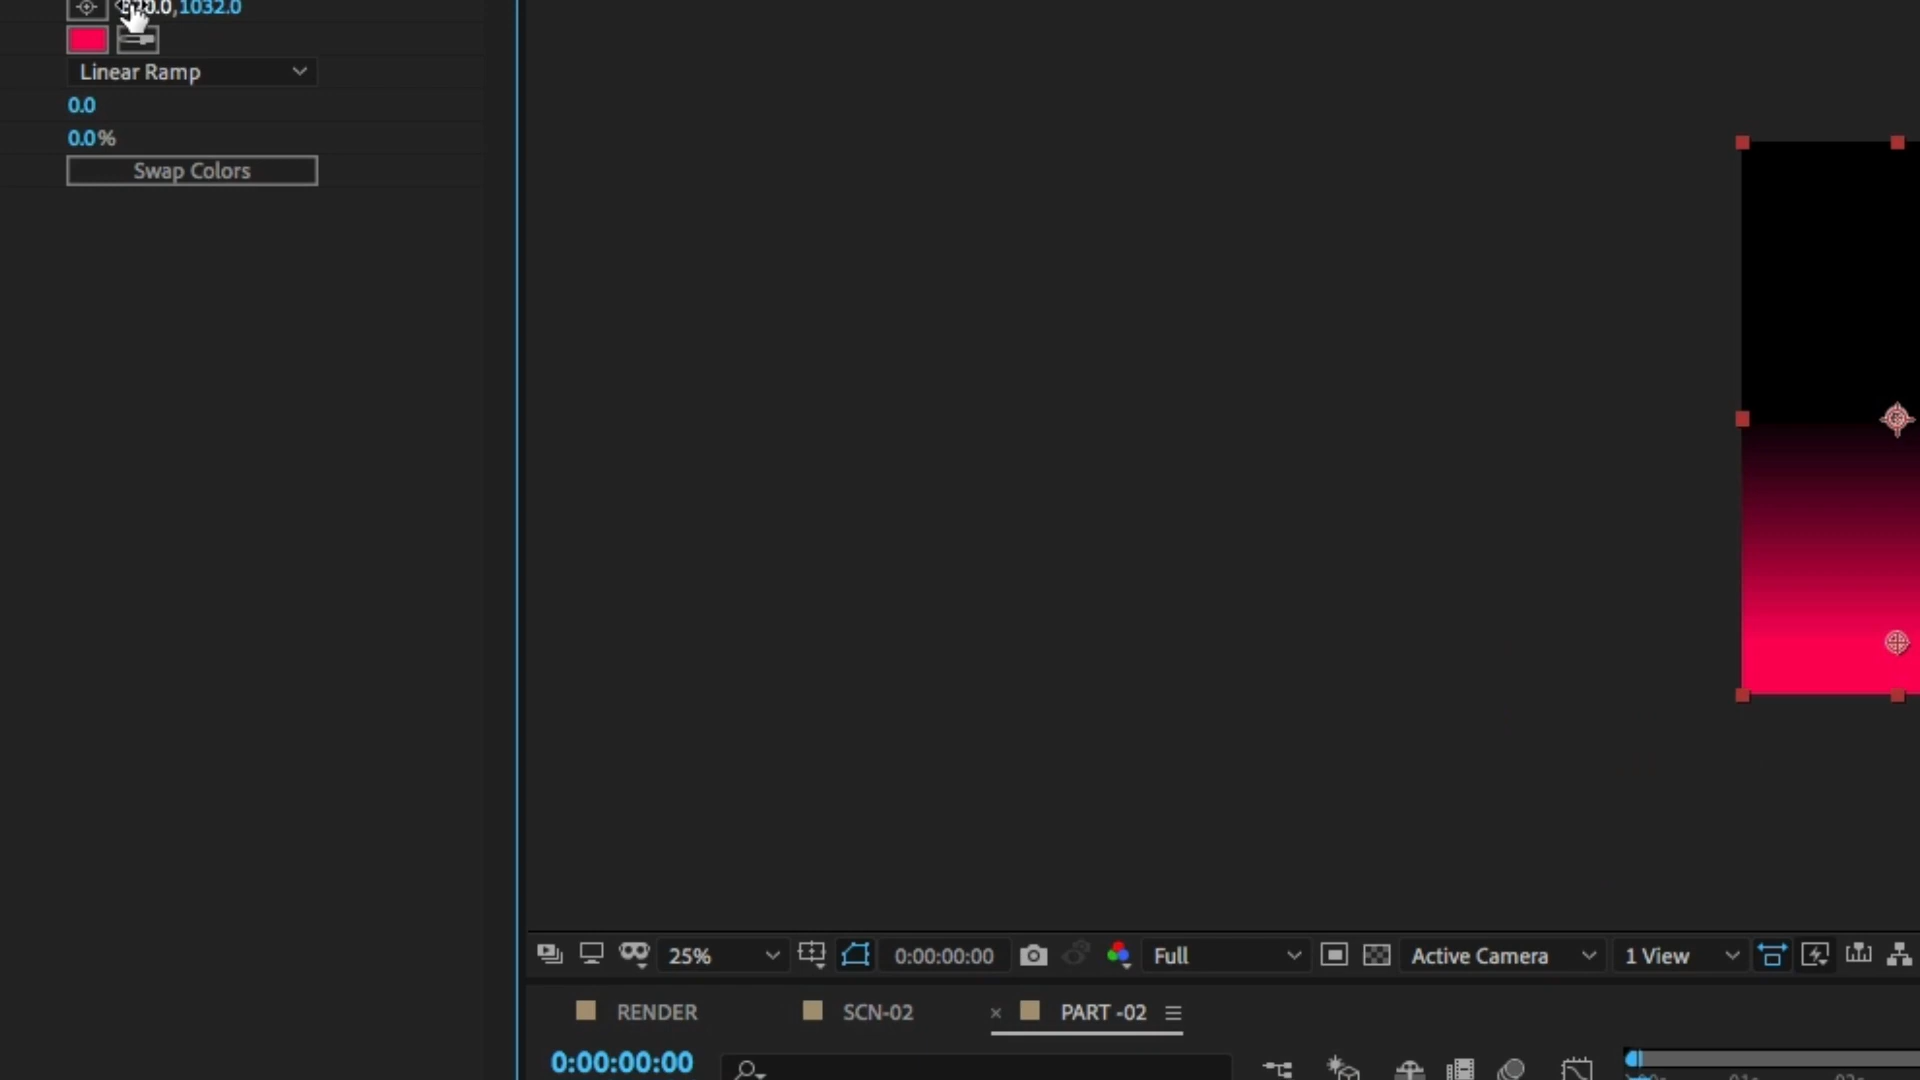 ,1032.0
Linear Ramp
0.0
0.0%
Swap Colors
25%
0:00:00:00
Full
Active Camera
1 View
RENDER
SCN-02
× PART -02
0:00:00:00